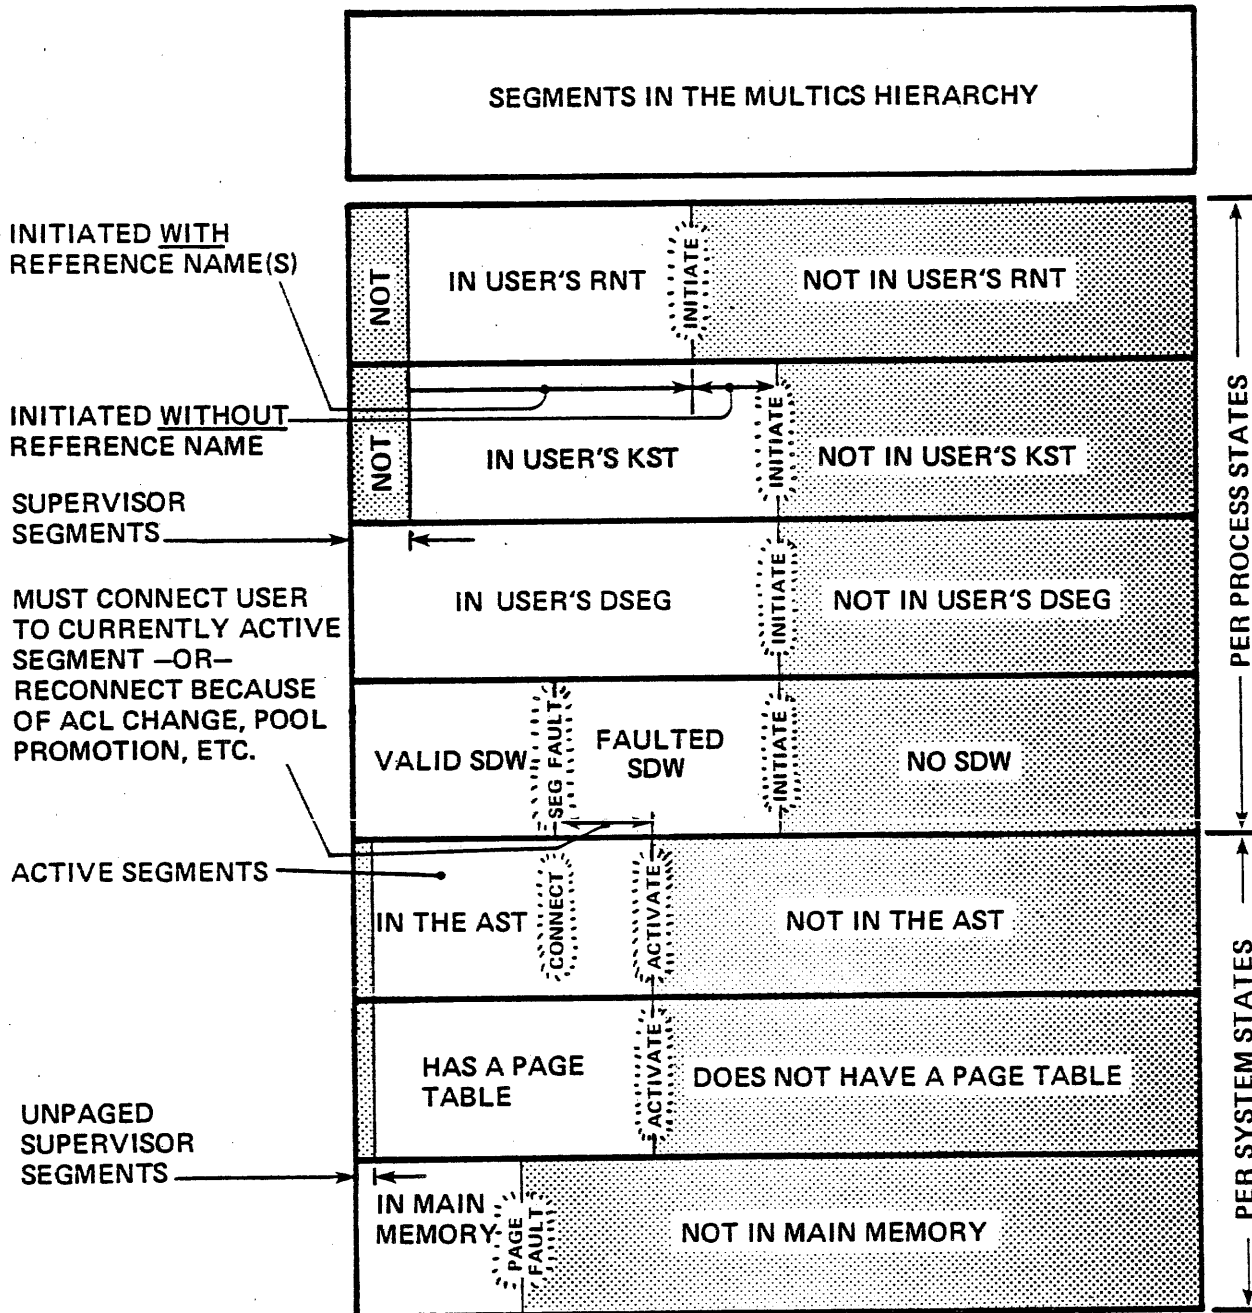 SEGMENTS IN THE MULTICS HIERARCHY
INITIATED WITH
REFERENCE NAME(S)
NOT
IN USER'S RNT
INITIATE
NOT IN USER'S RNT
INITIATED WITHOUT
REFERENCE NAME
NOT
IN USER'S KST
INITIATE
NOT IN USER'S KST
SUPERVISOR
SEGMENTS
IN USER'S DSEG
INITIATE
NOT IN USER'S DSEG
MUST CONNECT USER
TO CURRENTLY ACTIVE
SEGMENT —OR—
RECONNECT BECAUSE
OF ACL CHANGE, POOL
PROMOTION, ETC.
VALID SDW
SEG FAULT
FAULTED
SDW
INITIATE
NO SDW
PER PROCESS STATES
ACTIVE SEGMENTS
IN THE AST
CONNECT
ACTIVATE
NOT IN THE AST
HAS A PAGE
TABLE
ACTIVATE
DOES NOT HAVE A PAGE TABLE
UNPAGED
SUPERVISOR
SEGMENTS
IN MAIN
MEMORY
PAGE
FAULT
NOT IN MAIN MEMORY
PER SYSTEM STATES